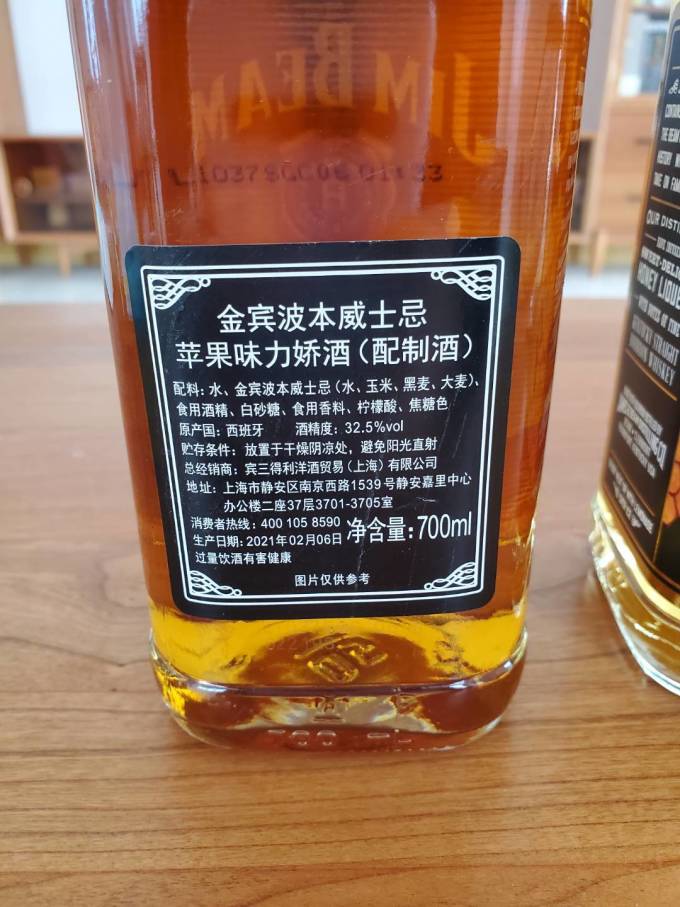 JIM BEAM
金宾波本威士忌
苹果味力娇酒（配制酒）
配料：水、金宾波本威士忌（水、玉米、黑麦、大麦）、
食用酒精、白砂糖、食用香料、柠檬酸、焦糖色
原产国：西班牙 酒精度：32.5%vol
贮存条件：放置于干燥阴凉处，避免阳光直射
总经销商：宾三得利洋酒贸易（上海）有限公司
地址：上海市静安区南京西路1539号静安嘉里中心
办公楼二座37层3701-3705室
消费者热线：400 105 8590
净含量：700ml
生产日期：2021年02月06日
过量饮酒有害健康
图片仅供参考
OUR DISTI
HONEY LIQUE